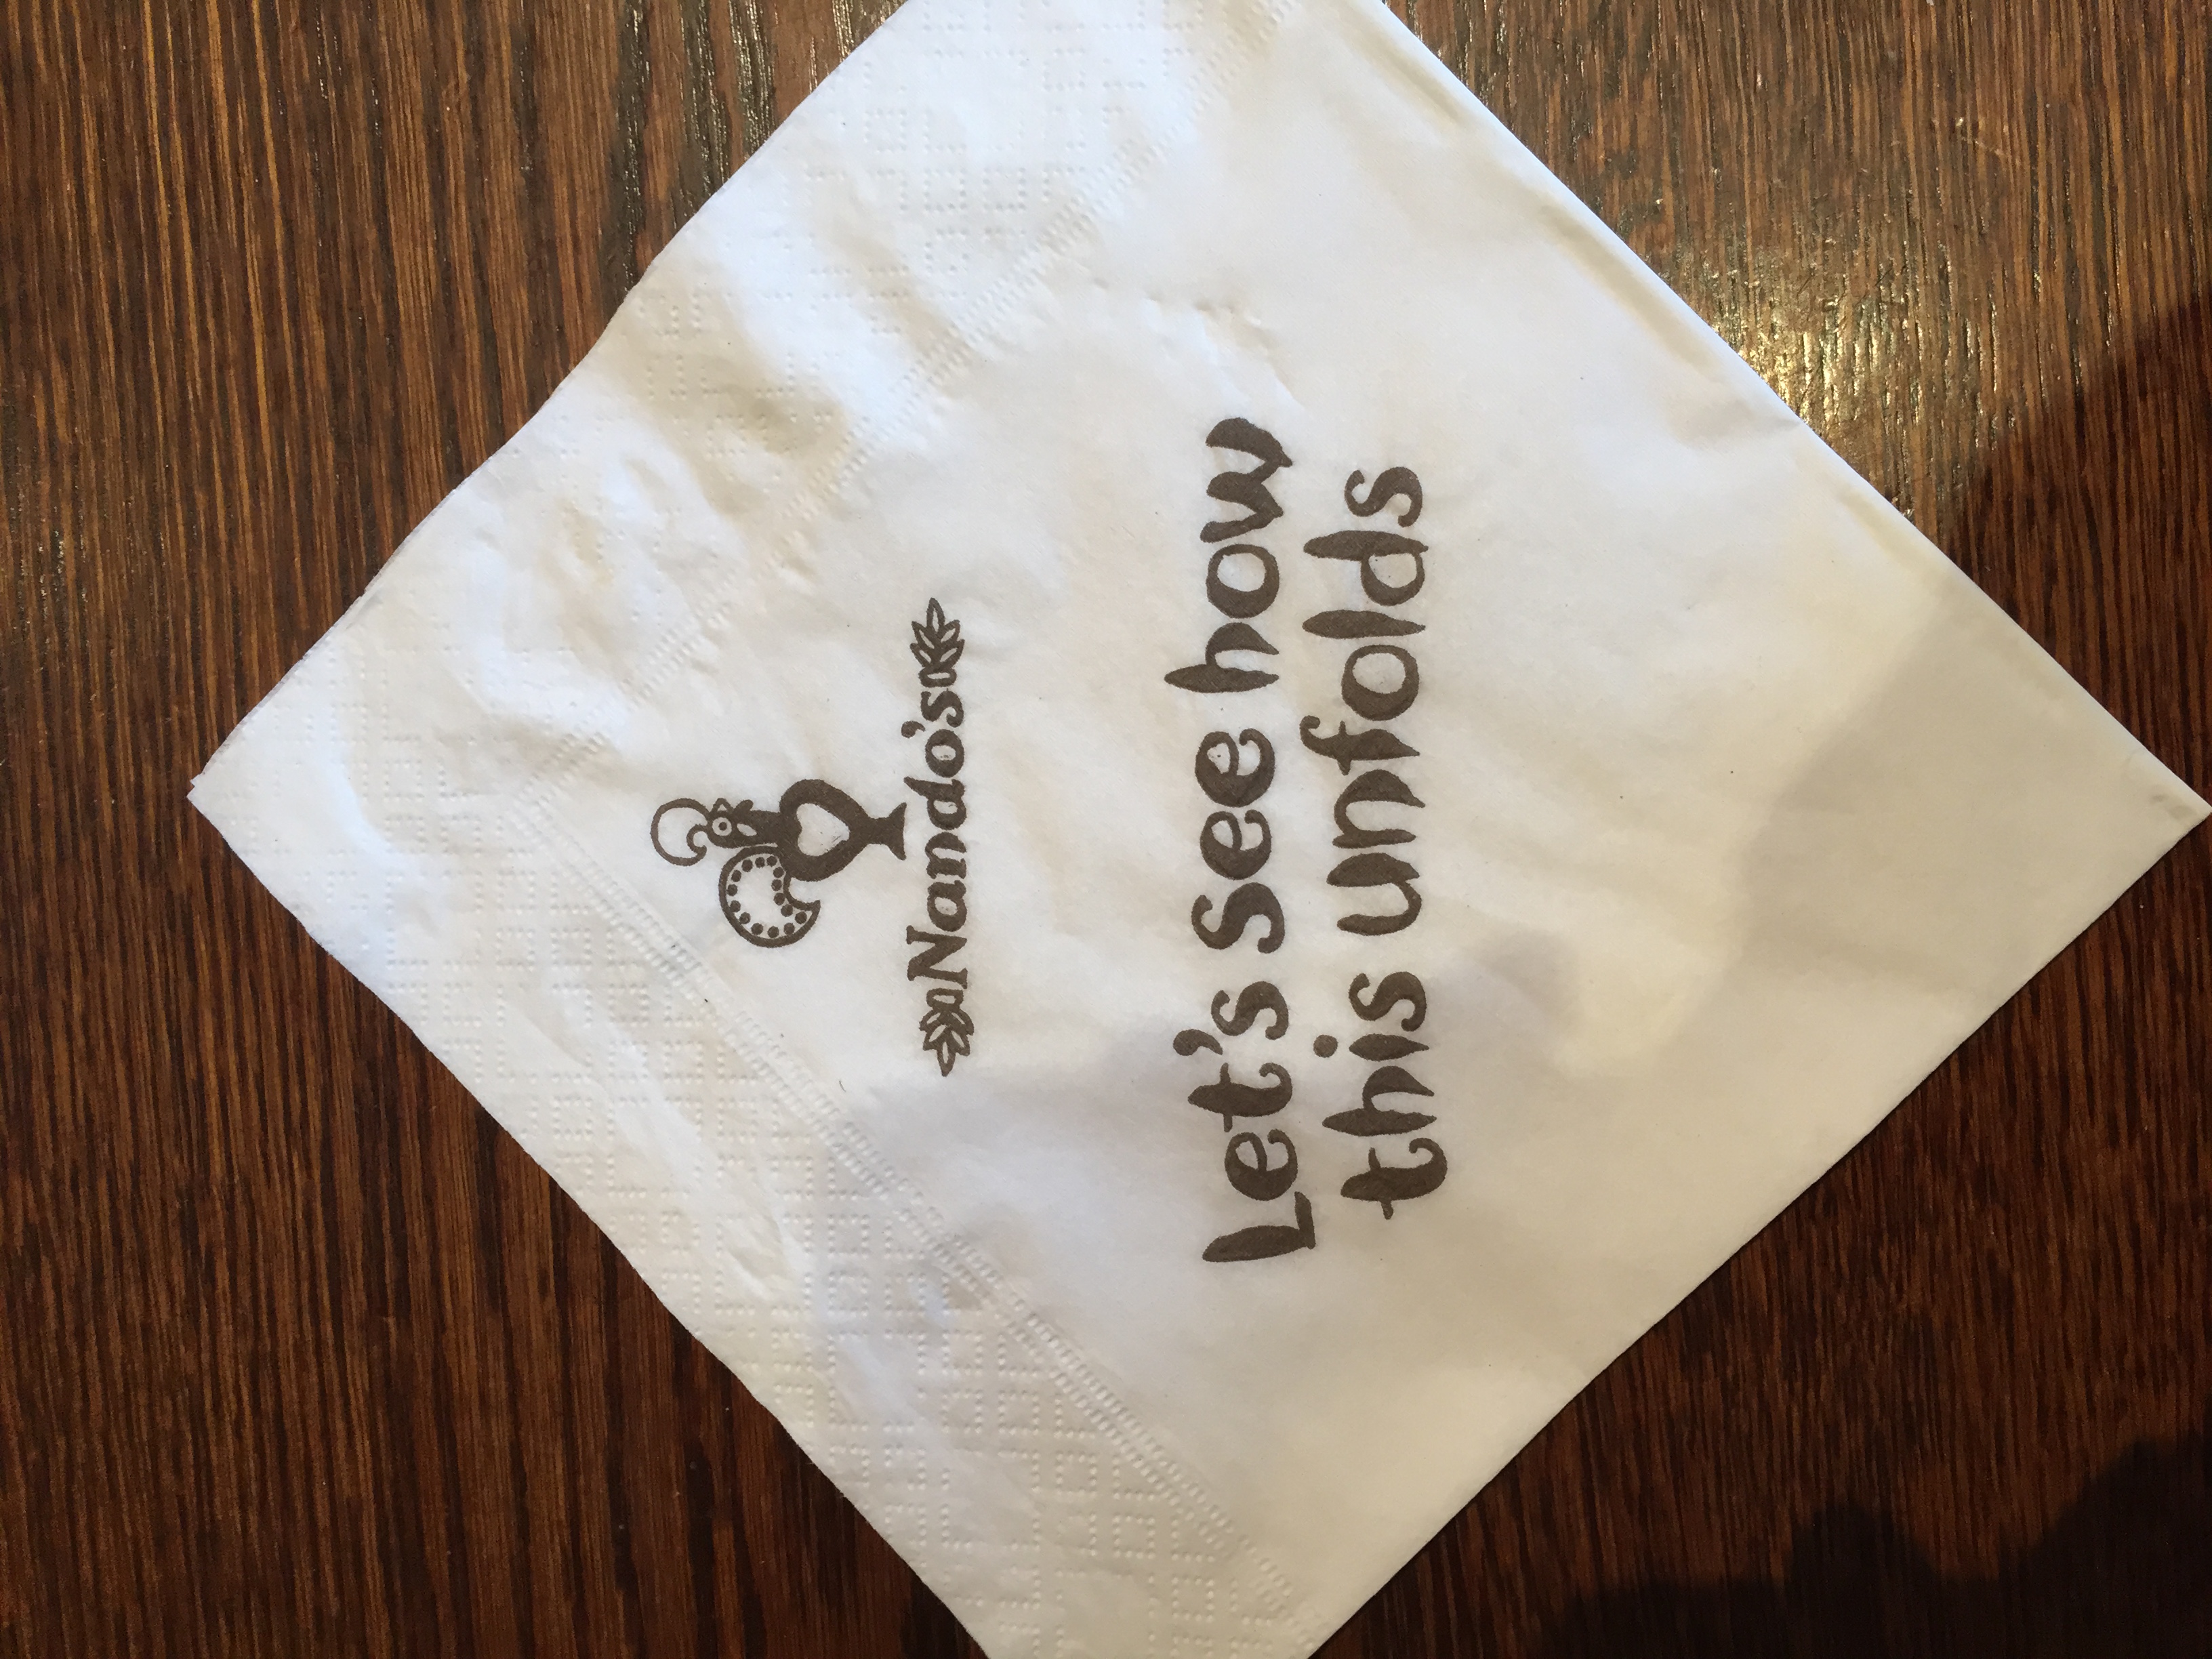 Nando's
Let's see how
this unfolds